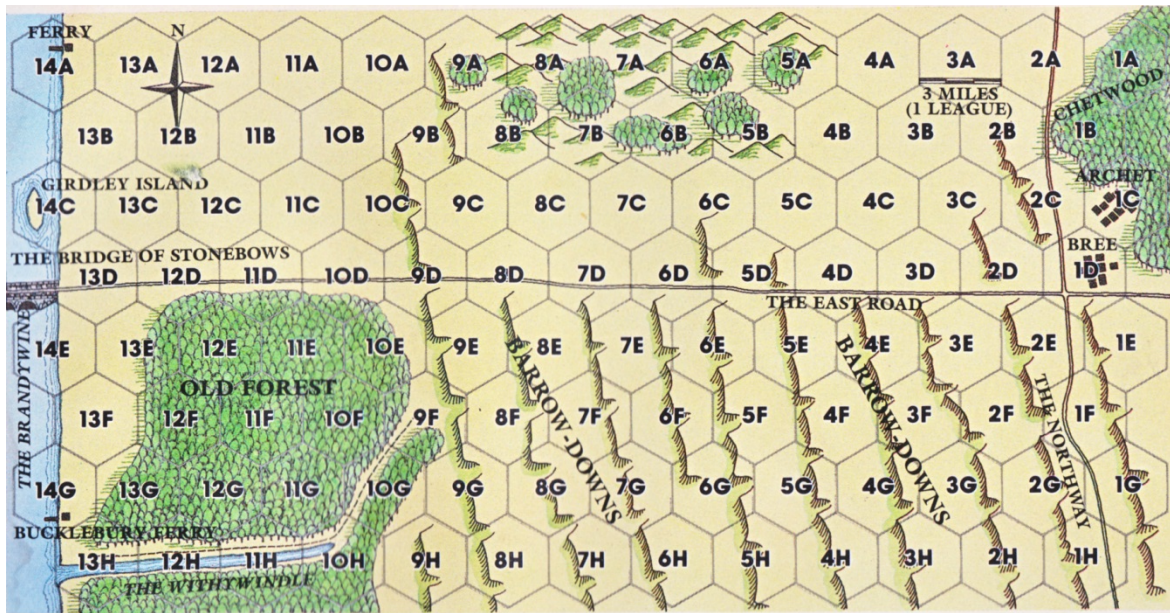 FERRY
N
14A 13A 12A 11A 10A 9A 8A 7A 6A 5A 4A 3A 2A 1A
3 MILES
(1 LEAGUE)
CHETWOOD
13B 12B 11B 10B 9B 8B 7B 6B 5B 4B 3B 2B 1B
ARCHET
GIRDLEY ISLAND
14C 13C 12C 11C 10C 9C 8C 7C 6C 5C 4C 3C 2C 1C
BREE
THE BRIDGE OF STONEBOWS
13D 12D 11D 10D 9D 8D 7D 6D 5D 4D 3D 2D 1D
THE EAST ROAD
14E 13E 12E 11E 10E 9E 8E 7E 6E 5E 4E 3E 2E 1E
THE BRANDYWINE
OLD FOREST
BARROW-DOWNS
BARROW-DOWNS
THE NORTHWAY
13F 12F 11F 10F 9F 8F 7F 6F 5F 4F 3F 2F 1F
14G 13G 12G 11G 10G 9G 8G 7G 6G 5G 4G 3G 2G 1G
BUCKLEBURY FERRY
13H 12H 11H 10H 9H 8H 7H 6H 5H 4H 3H 2H 1H
THE WITHYWINDLE